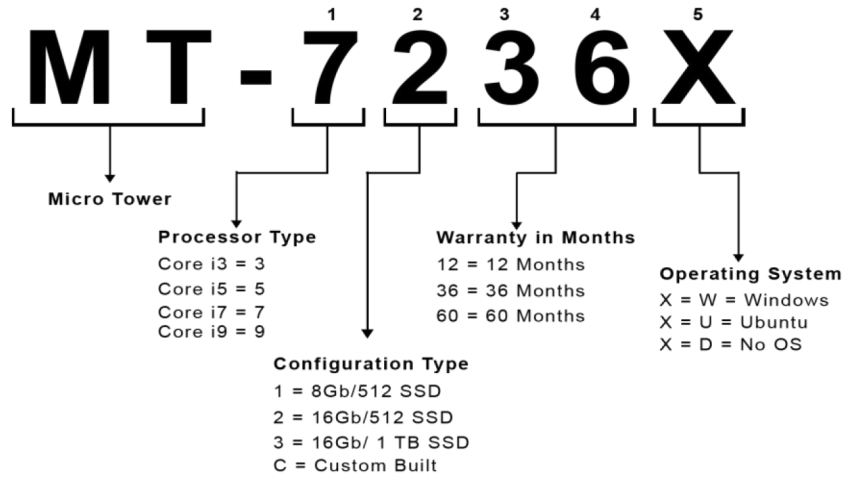 1 2 3 4 5
MT-7236X
Micro Tower
Processor Type
Core i3 = 3
Core i5 = 5
Core i7 = 7
Core i9 = 9
Configuration Type
1 = 8Gb/512 SSD
2 = 16Gb/512 SSD
3 = 16Gb/ 1 TB SSD
C = Custom Built
Warranty in Months
12 = 12 Months
36 = 36 Months
60 = 60 Months
Operating System
X = W = Windows
X = U = Ubuntu
X = D = No OS